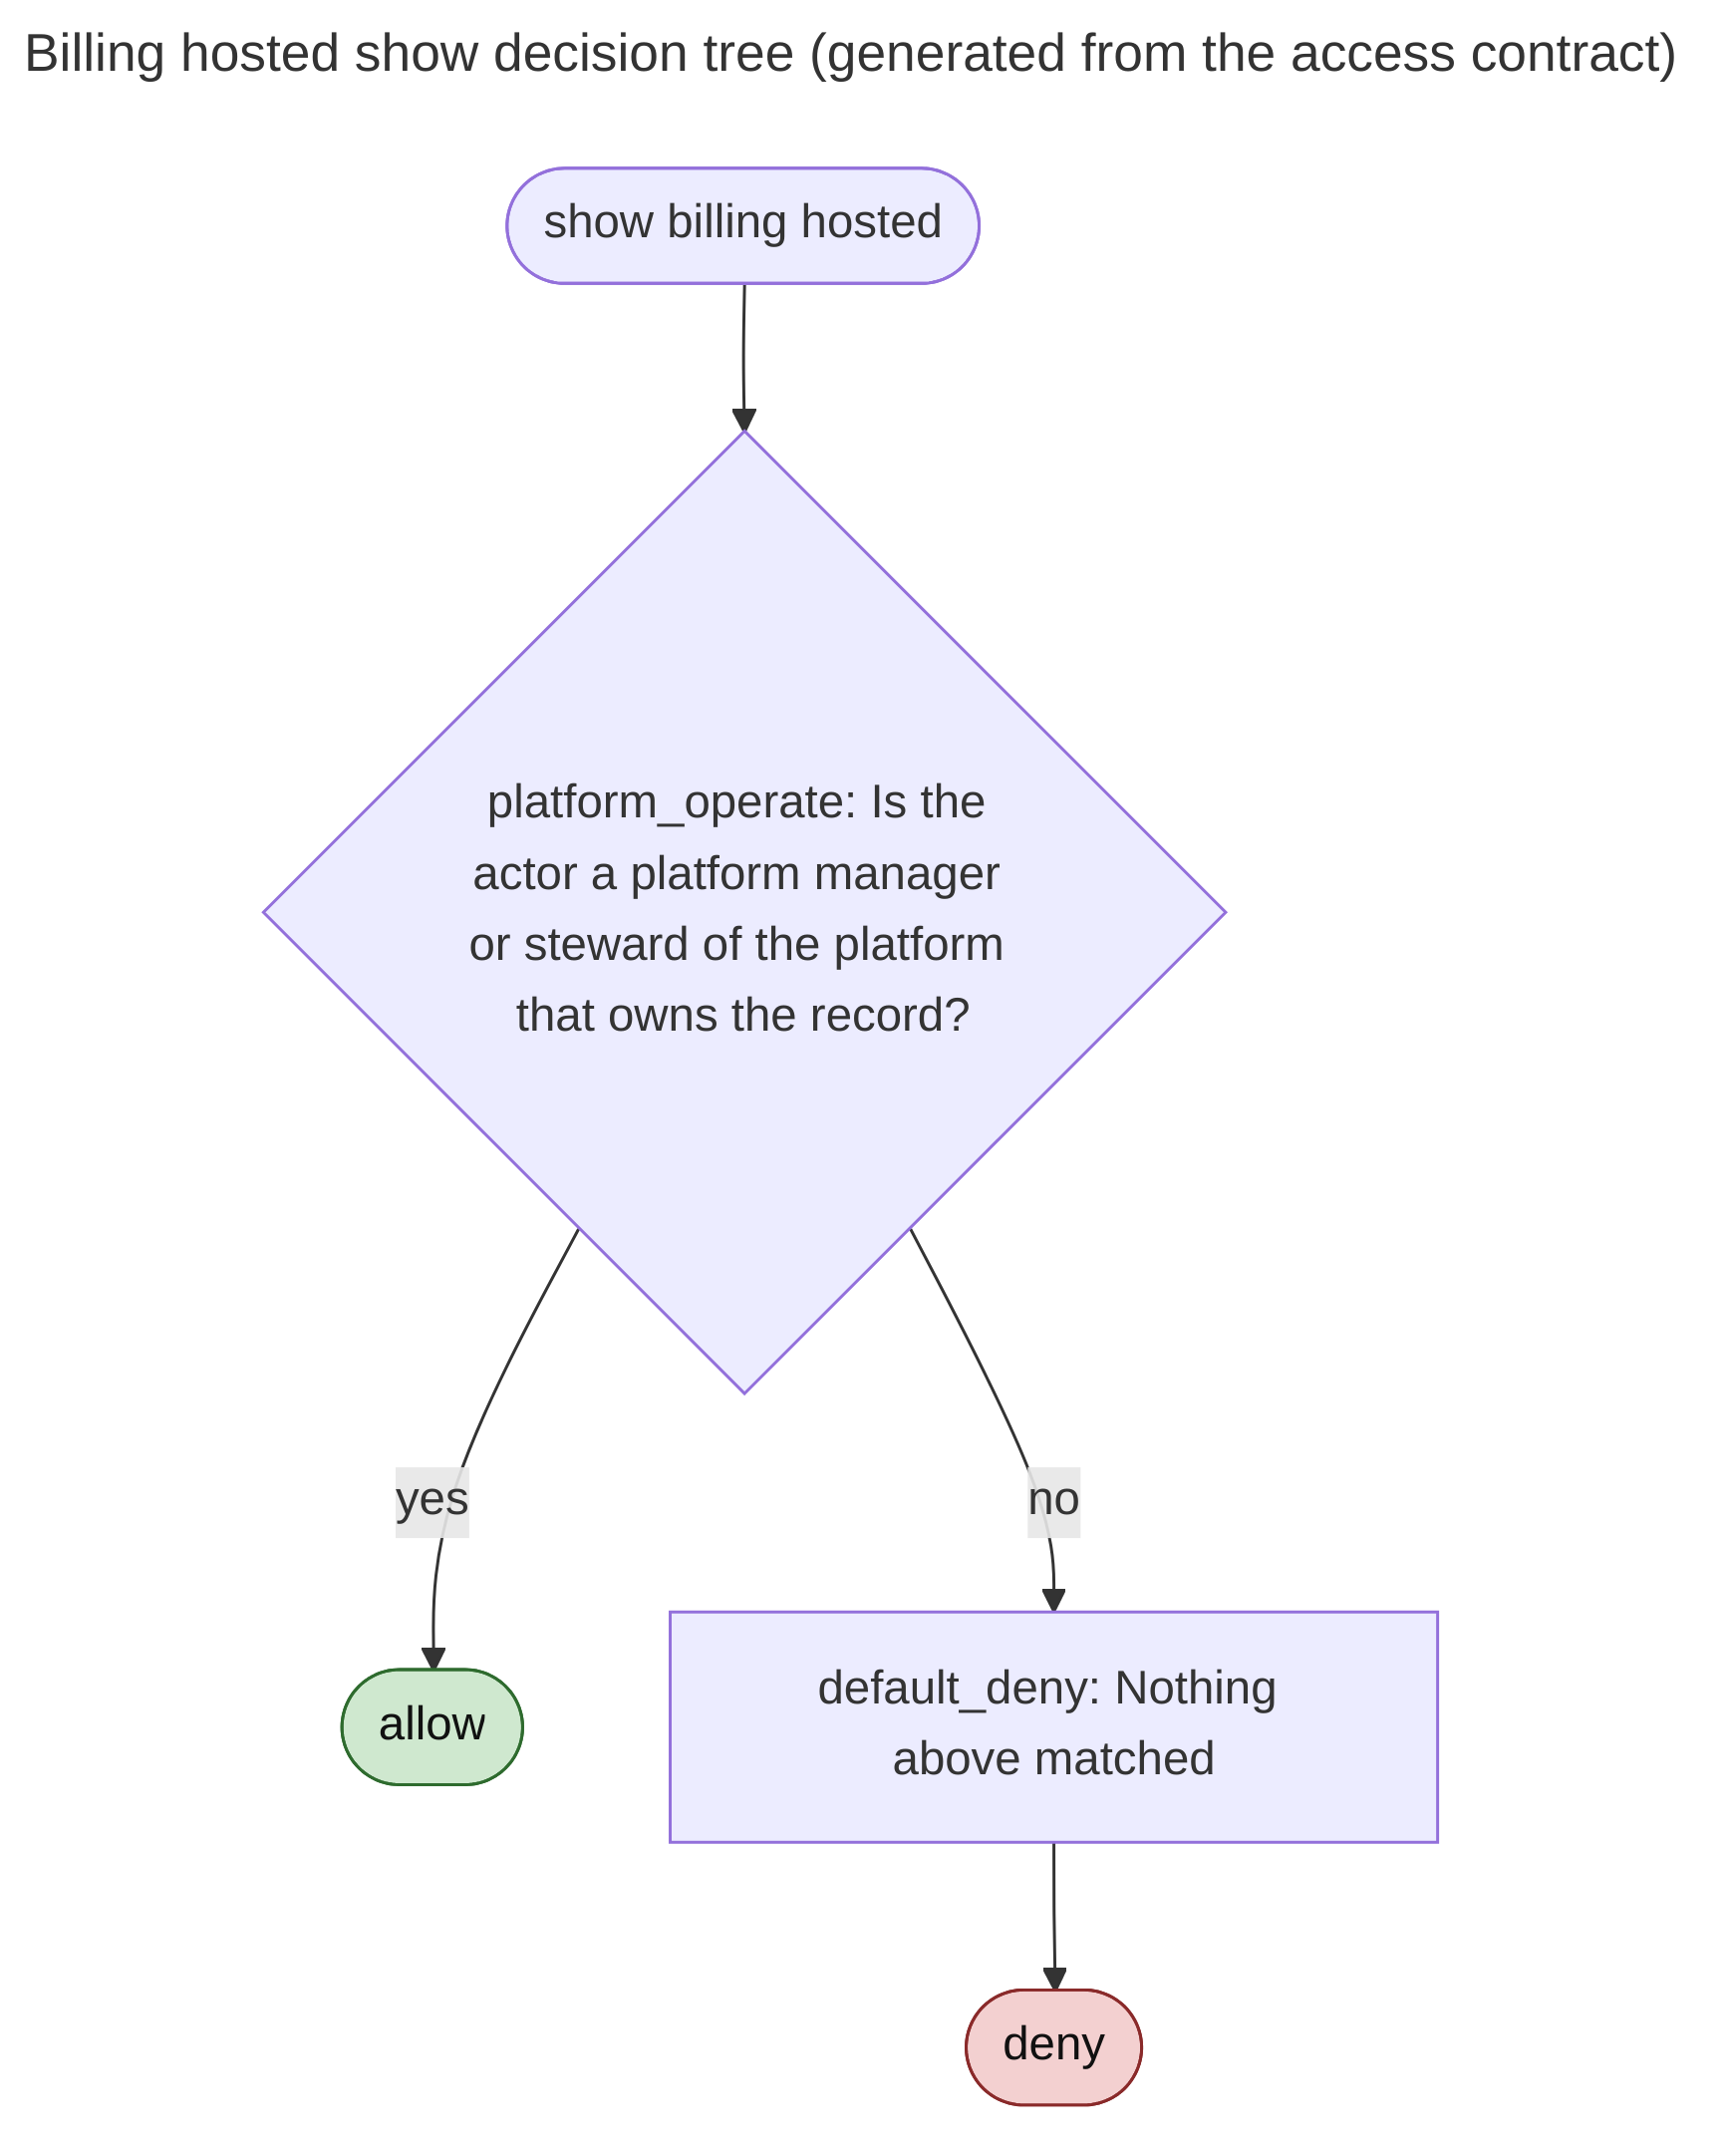 Billing hosted show decision tree (generated from the access contract)
show billing hosted
platform_operate: Is the
actor a platform manager
or steward of the platform
that owns the record?
yes
no
default_deny: Nothing
above matched
allow
deny